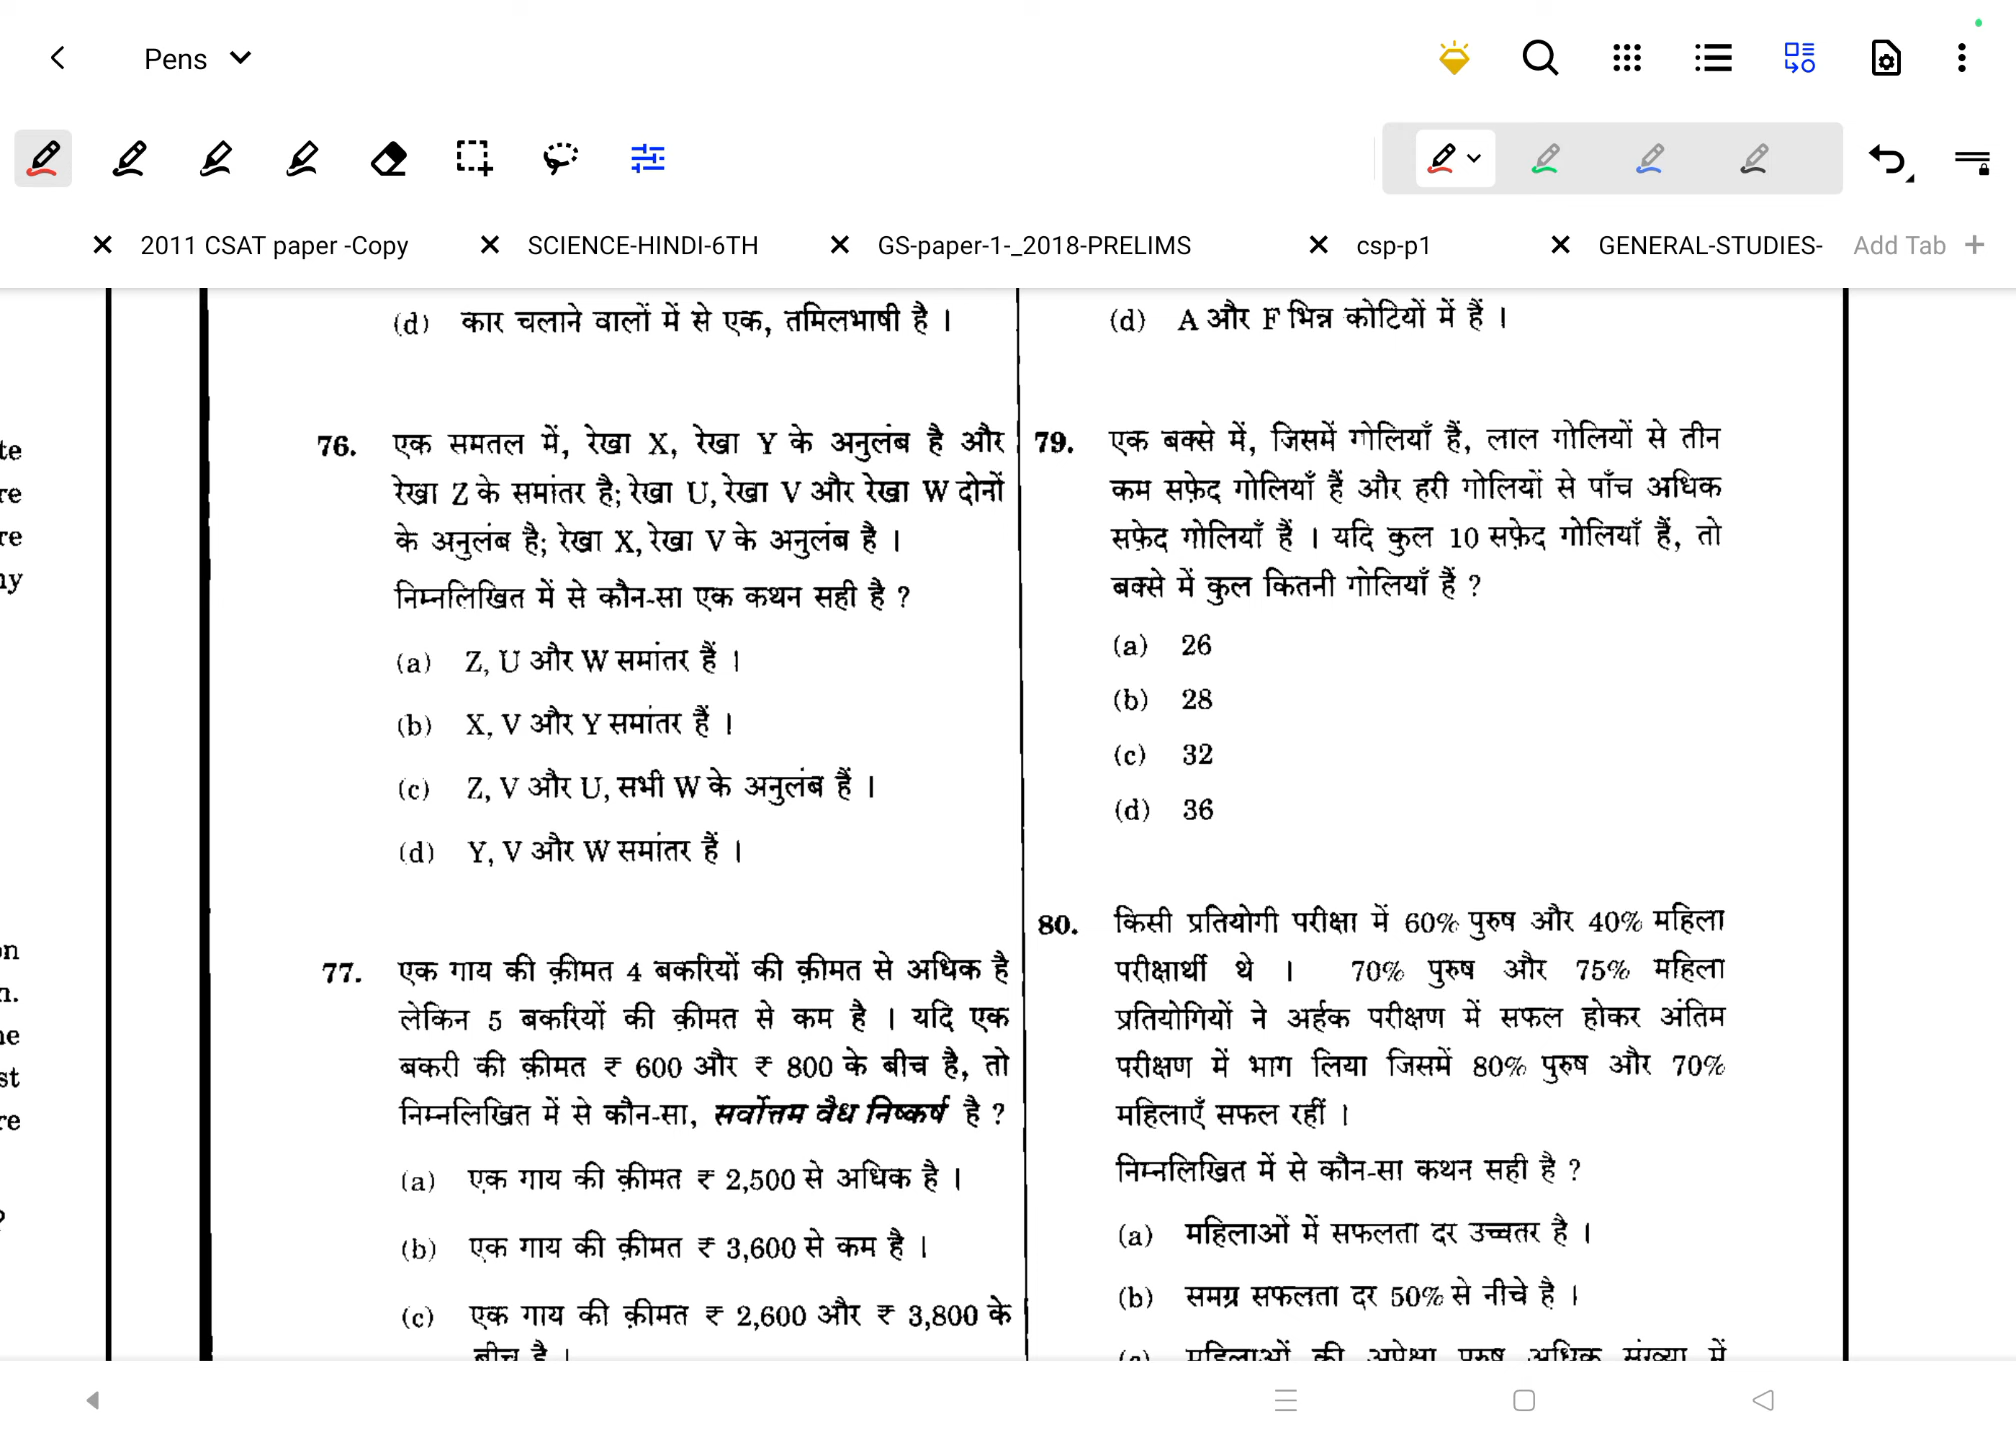 Pens
2011 CSAT paper -Copy
SCIENCE-HINDI-6TH
GS-paper-1-_2018-PRELIMS
csp-p1
GENERAL-STUDIES-
Add Tab +
(d) कार चलाने वालों में से एक, तमिलभाषी है ।
76. एक समतल में, रेखा X, रेखा Y के अनुलंब है और
रेखा Z के समांतर है; रेखा U, रेखा V और रेखा W दोनों
के अनुलंब है; रेखा X, रेखा V के अनुलंब है ।
निम्नलिखित में से कौन-सा एक कथन सही है ?
(a) Z, U और W समांतर हैं ।
(b) X, V और Y समांतर हैं ।
(c) Z, V और U, सभी W के अनुलंब हैं ।
(d) Y, V और W समांतर हैं ।
77. एक गाय की क़ीमत 4 बकरियों की क़ीमत से अधिक है
लेकिन 5 बकरियों की क़ीमत से कम है । यदि एक
बकरी की क़ीमत ₹ 600 और ₹ 800 के बीच है, तो
निम्नलिखित में से कौन-सा, सर्वोत्तम वैध निष्कर्ष है ?
(a) एक गाय की क़ीमत ₹ 2,500 से अधिक है ।
(b) एक गाय की क़ीमत ₹ 3,600 से कम है ।
(c) एक गाय की क़ीमत ₹ 2,600 और ₹ 3,800 के
बीच है ।
(d) A और F भिन्न कोटियों में हैं ।
79. एक बक्से में, जिसमें गोलियाँ हैं, लाल गोलियों से तीन
कम सफ़ेद गोलियाँ हैं और हरी गोलियों से पाँच अधिक
सफ़ेद गोलियाँ हैं । यदि कुल 10 सफ़ेद गोलियाँ हैं, तो
बक्से में कुल कितनी गोलियाँ हैं ?
(a) 26
(b) 28
(c) 32
(d) 36
80. किसी प्रतियोगी परीक्षा में 60% पुरुष और 40% महिला
परीक्षार्थी थे । 70% पुरुष और 75% महिला
प्रतियोगियों ने अर्हक परीक्षण में सफल होकर अंतिम
परीक्षण में भाग लिया जिसमें 80% पुरुष और 70%
महिलाएँ सफल रहीं ।
निम्नलिखित में से कौन-सा कथन सही है ?
(a) महिलाओं में सफलता दर उच्चतर है ।
(b) समग्र सफलता दर 50% से नीचे है ।
(c) महिलाओं की अपेक्षा पुरुष अधिक संख्या में